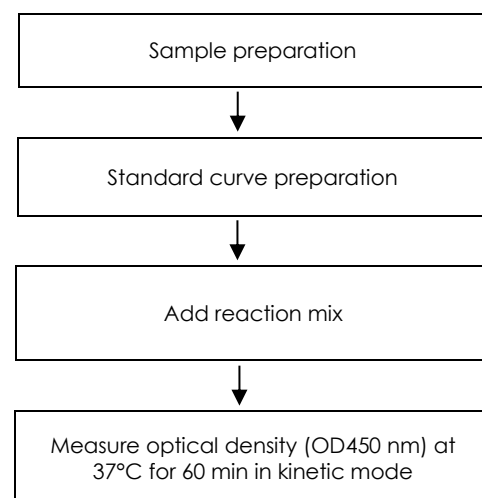 Sample preparation
Standard curve preparation
Add reaction mix
Measure optical density (OD450 nm) at
37°C for 60 min in kinetic mode